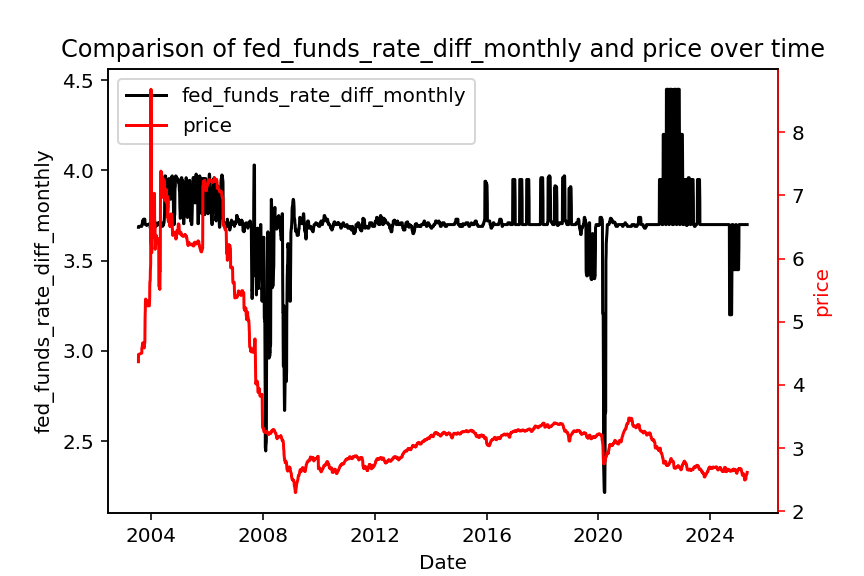 Comparison of fed_funds_rate_diff_monthly and price over time
fed_funds_rate_diff_monthly
price
4.5
4.0
3.5
3.0
2.5
fed_funds_rate_diff_monthly
8
7
6
5
4
3
2
price
2004 2008 2012 2016 2020 2024
Date